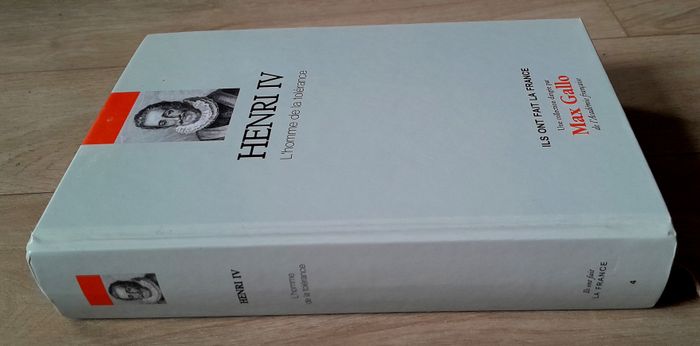 HENRI IV
L'homme de la tolérance
ILS ONT FAIT LA FRANCE
Une collection dirigée par
Max Gallo
de l'Académie française
HENRI IV
L'homme
de la tolérance
Ils ont fait
LA FRANCE
4